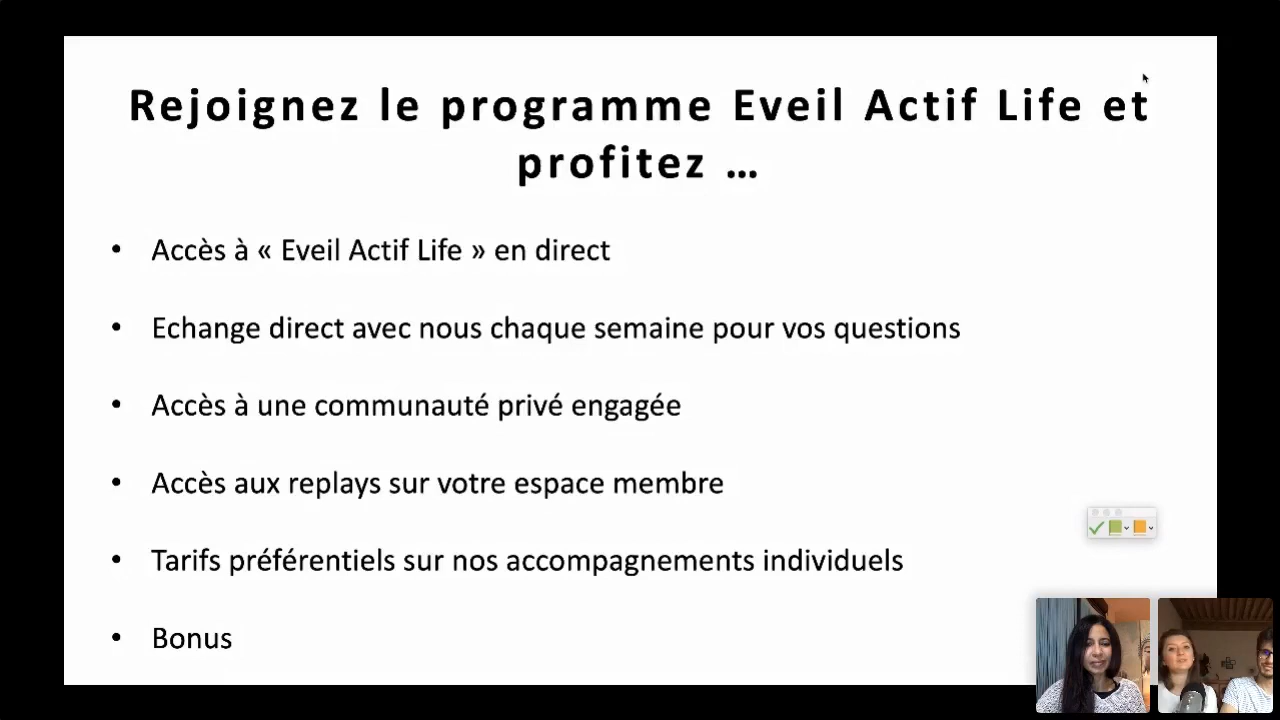 Rejoignez le programme Eveil Actif Life et
profitez ...
• Accès à « Eveil Actif Life » en direct
• Echange direct avec nous chaque semaine pour vos questions
• Accès à une communauté privé engagée
• Accès aux replays sur votre espace membre
• Tarifs préférentiels sur nos accompagnements individuels
• Bonus